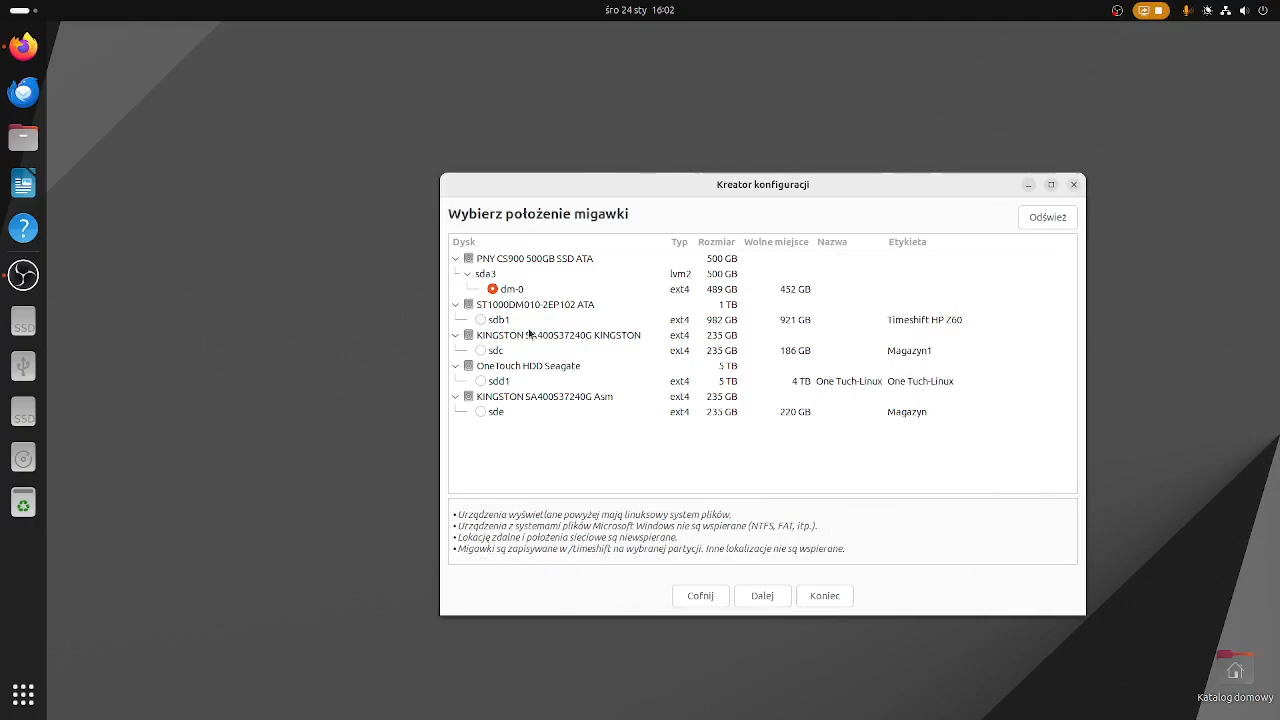 śro 24 sty 16:02
Kreator konfiguracji
Wybierz położenie migawki
Odśwież
Dysk Typ Rozmiar Wolne miejsce Nazwa Etykieta
PNY CS900 500GB SSD ATA 500 GB
sda3 lvm2 500 GB
dm-0 ext4 489 GB 452 GB
ST1000DM010-2EP102 ATA 1 TB
sdb1 ext4 982 GB 921 GB Timeshift HP Z60
KINGSTON SA400S37240G KINGSTON ext4 235 GB
sdc ext4 235 GB 186 GB Magazyn1
OneTouch HDD Seagate 5 TB
sdd1 ext4 5 TB 4 TB One Tuch-Linux One Tuch-Linux
KINGSTON SA400S37240G Asm ext4 235 GB
sde ext4 235 GB 220 GB Magazyn
• Urządzenia wyświetlane powyżej mają linuksowy system plików.
• Urządzenia z systemami plików Microsoft Windows nie są wspierane (NTFS, FAT, itp.).
• Lokacje zdalne i położenia sieciowe są niewspierane.
• Migawki są zapisywane w /timeshift na wybranej partycji. Inne lokalizacje nie są wspierane.
Cofnij Dalej Koniec
SSD
SSD
Katalog domowy